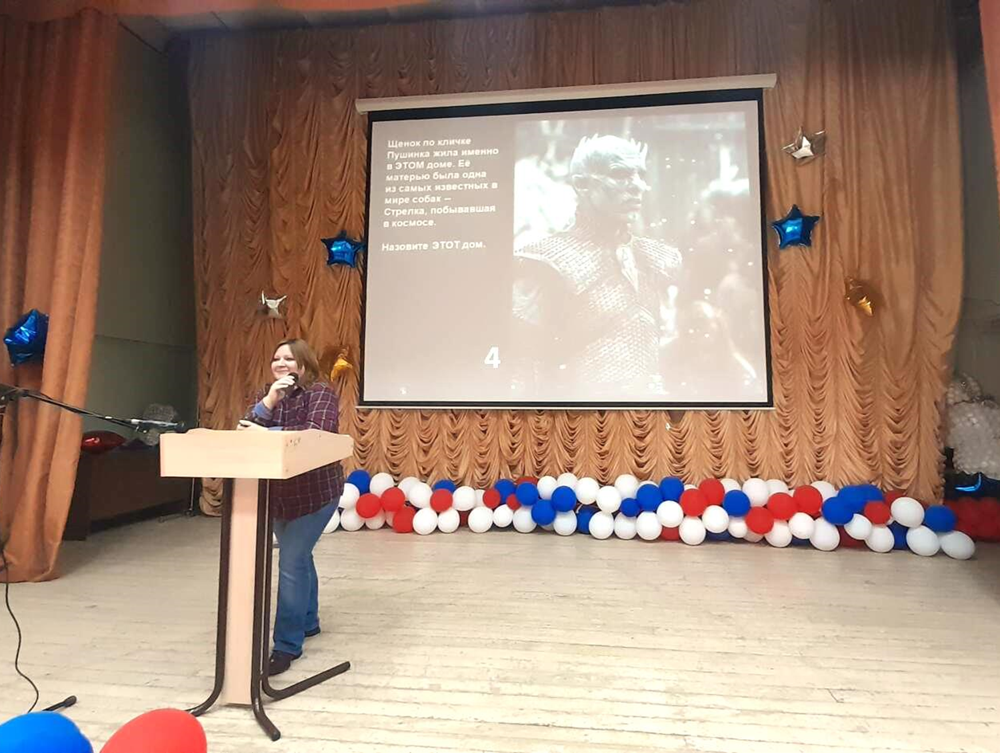 Щенок по кличке
Пушинка жила именно
в ЭТОМ доме. Её
матерью была одна
из самых известных в
мире собак –
Стрелка, побывавшая
в космосе.
Назовите ЭТОТ дом.
4